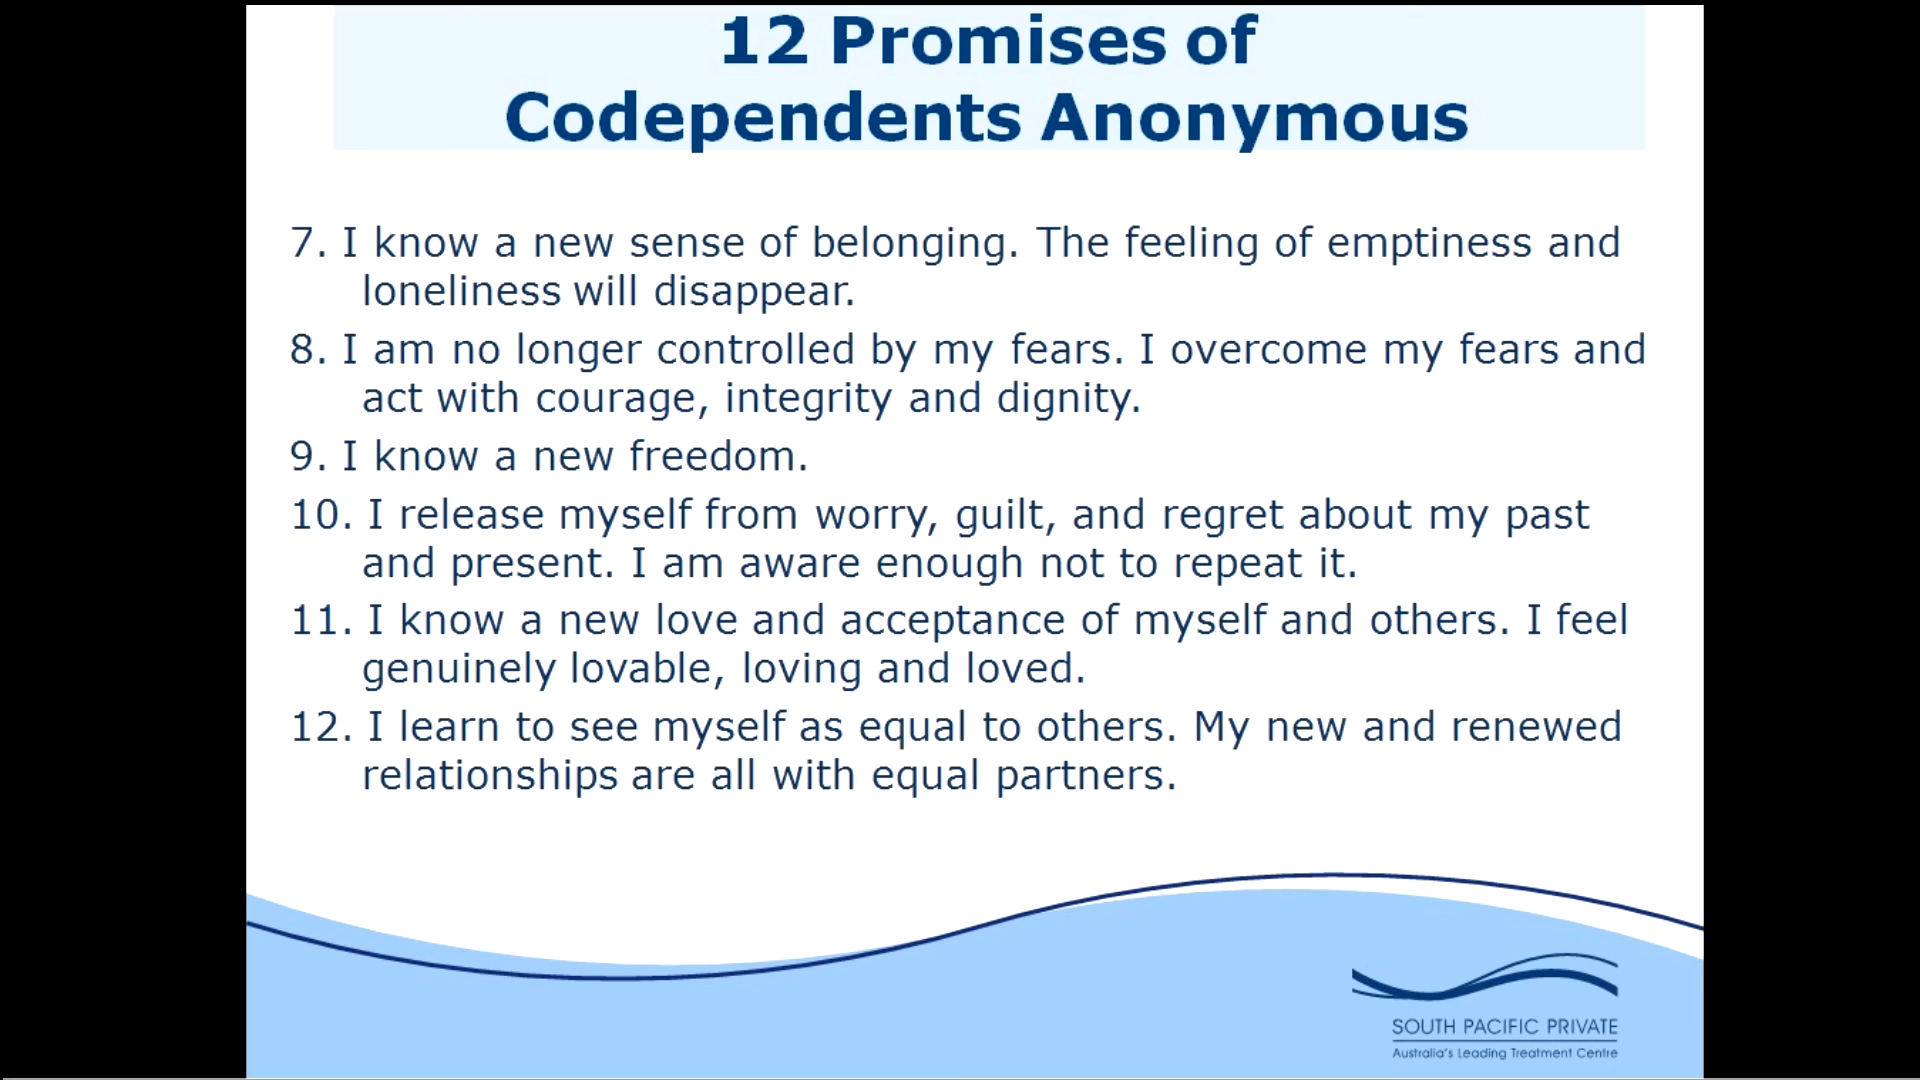 12 Promises of
Codependents Anonymous
7. I know a new sense of belonging. The feeling of emptiness and
loneliness will disappear.
8. I am no longer controlled by my fears. I overcome my fears and
act with courage, integrity and dignity.
9. I know a new freedom.
10. I release myself from worry, guilt, and regret about my past
and present. I am aware enough not to repeat it.
11. I know a new love and acceptance of myself and others. I feel
genuinely lovable, loving and loved.
12. I learn to see myself as equal to others. My new and renewed
relationships are all with equal partners.
SOUTH PACIFIC PRIVATE
Australia's Leading Treatment Centre